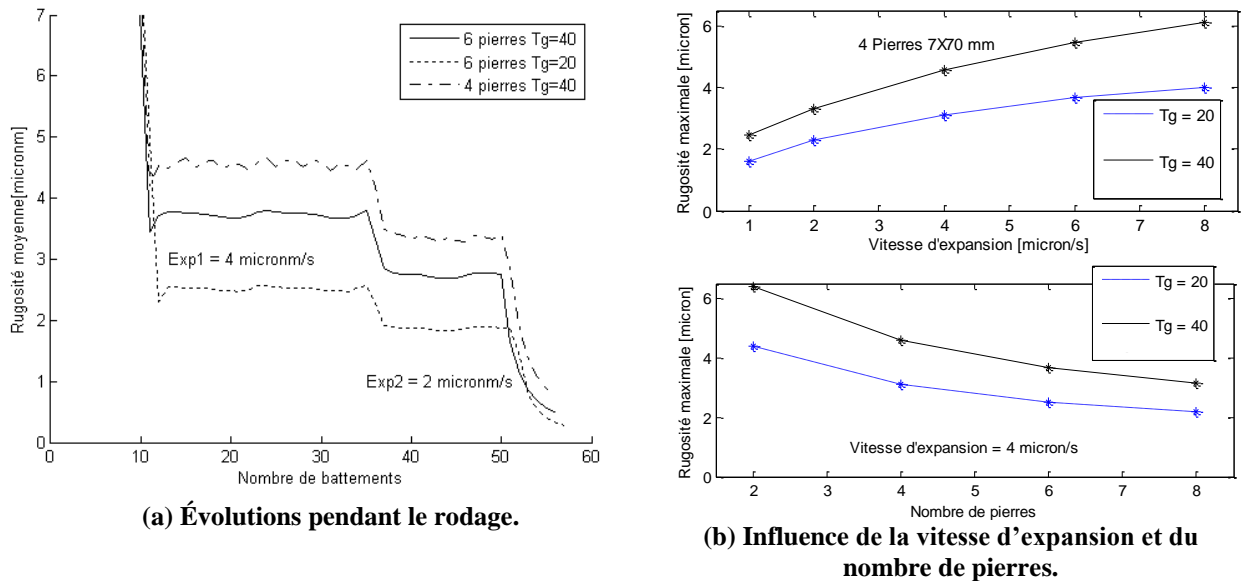 7
6
5
4
3
2
1
0
Rugosité moyenne[micronm]
6 pierres Tg=40
6 pierres Tg=20
4 pierres Tg=40
Exp1 = 4 micronm/s
Exp2 = 2 micronm/s
0 10 20 30 40 50 60
Nombre de battements
(a) Évolutions pendant le rodage.
6
4
2
0
Rugosité maximale [micron]
4 Pierres 7X70 mm
Tg = 20
Tg = 40
1 2 3 4 5 6 7 8
Vitesse d'expansion [micron/s]
6
4
2
0
Rugosité maximale [micron]
Tg = 20
Tg = 40
Vitesse d'expansion = 4 micron/s
2 3 4 5 6 7 8
Nombre de pierres
(b) Influence de la vitesse d’expansion et du
nombre de pierres.